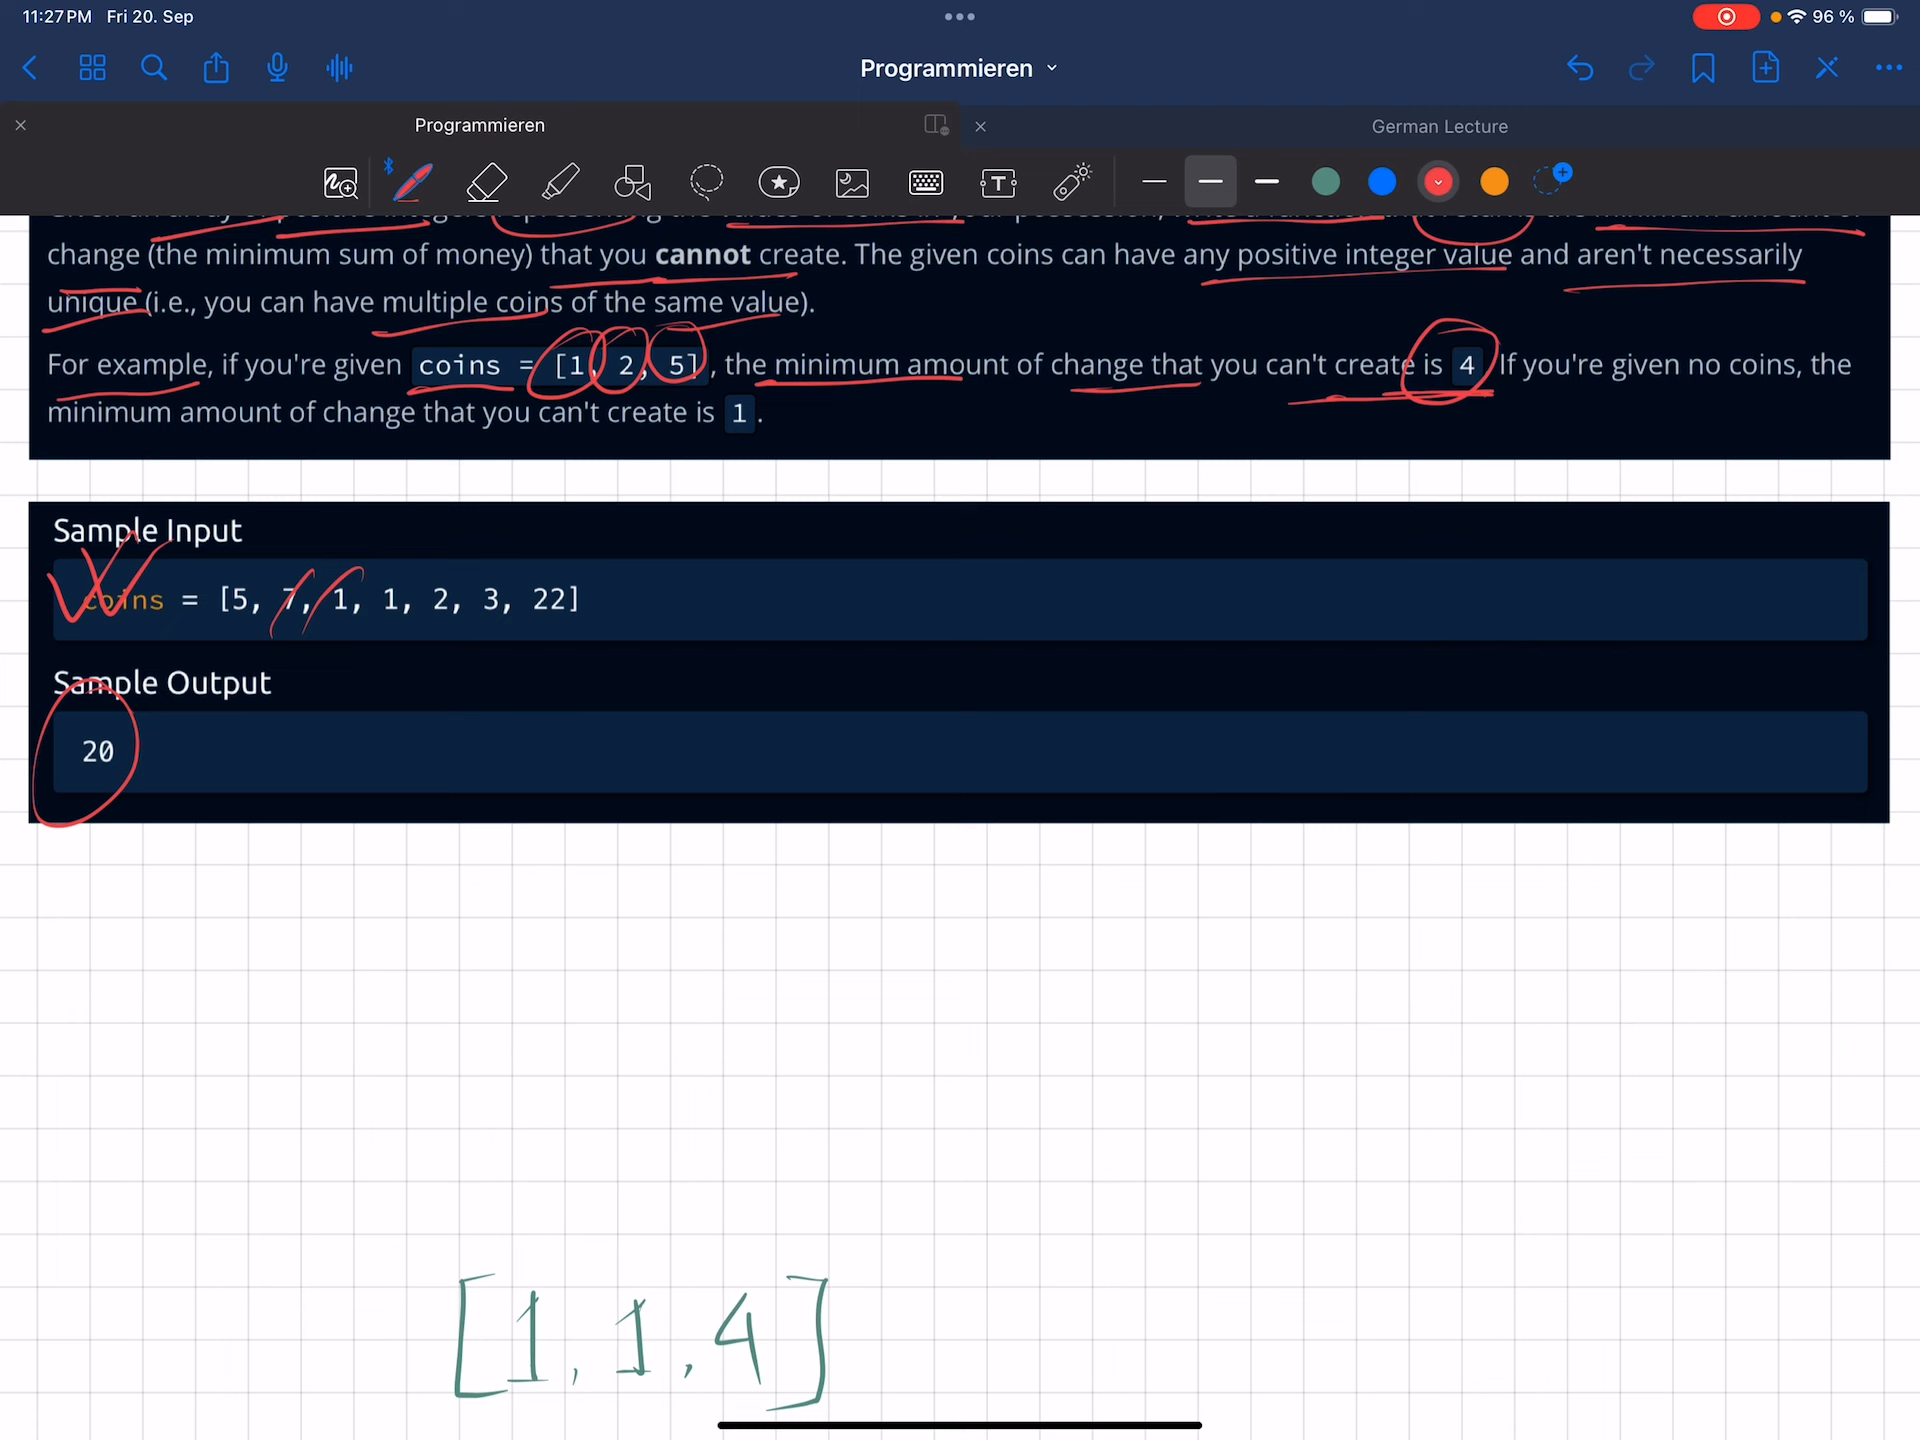 11:27 PM Fri 20. Sep
96 %
Programmieren
Programmieren
German Lecture
change (the minimum sum of money) that you cannot create. The given coins can have any positive integer value and aren't necessarily
unique (i.e., you can have multiple coins of the same value).
For example, if you're given coins = [1, 2, 5], the minimum amount of change that you can't create is 4 If you're given no coins, the
minimum amount of change that you can't create is 1.
Sample Input
coins = [5, 7, 1, 1, 2, 3, 22]
Sample Output
20
[1, 1, 4]